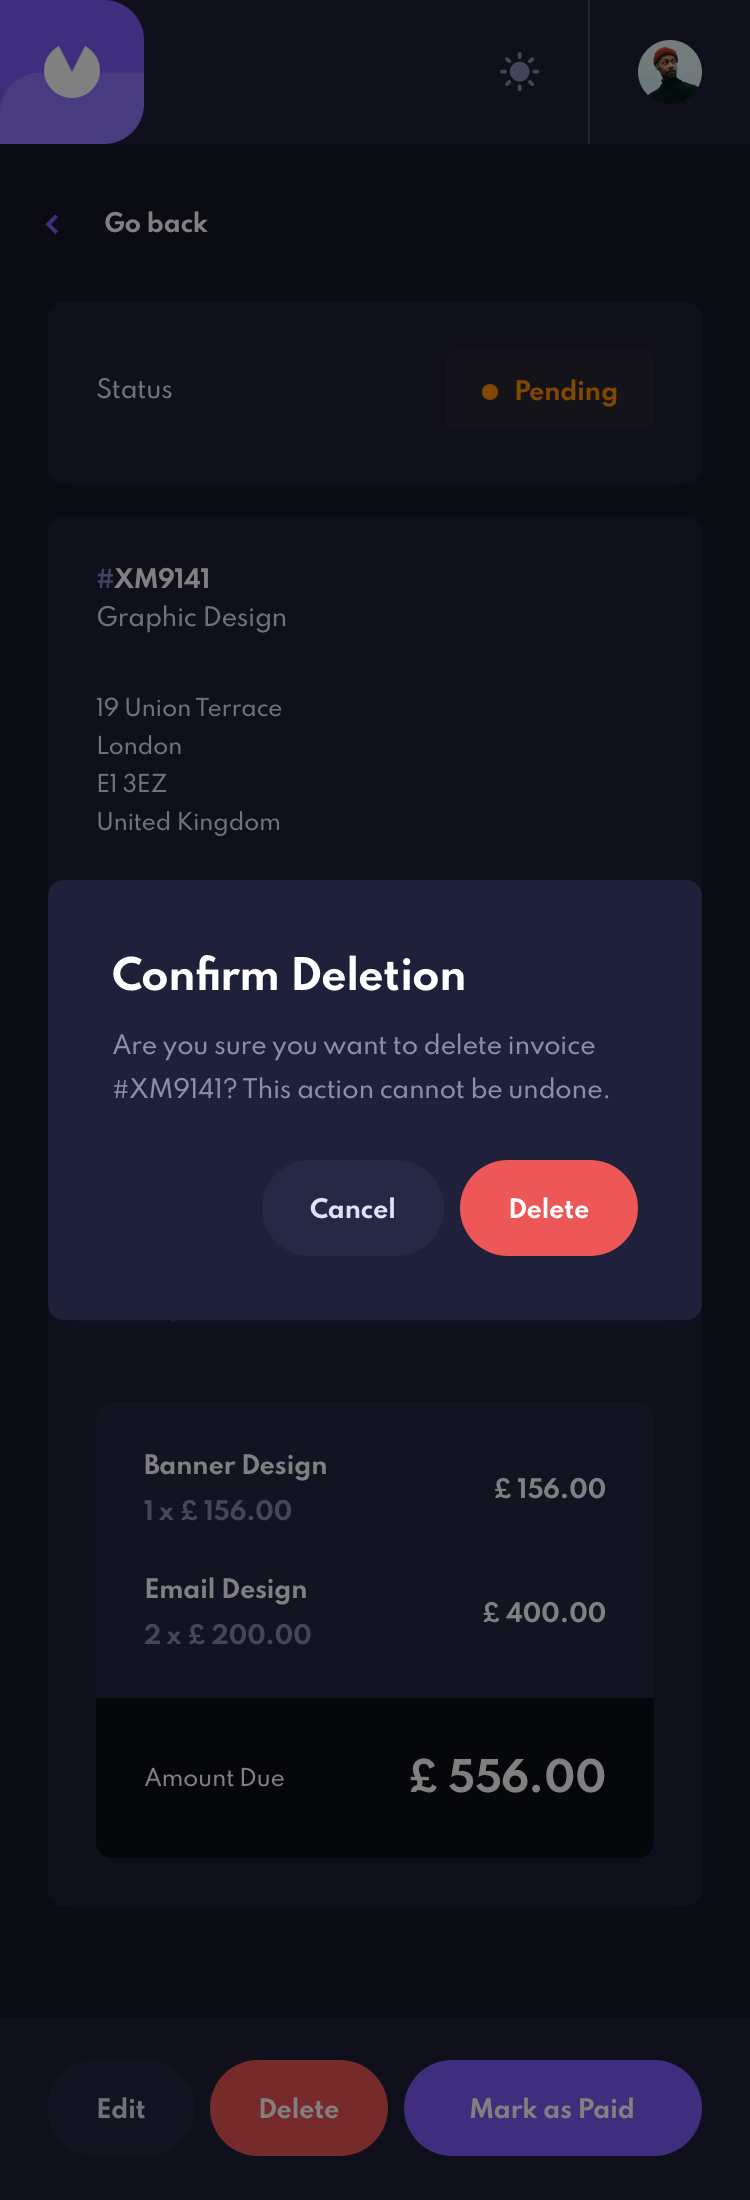 Go back
Status
Pending
#XM9141
Graphic Design
19 Union Terrace
London
E1 3EZ
United Kingdom
Confirm Deletion
Are you sure you want to delete invoice
#XM9141? This action cannot be undone.
Cancel
Delete
Banner Design
1 x £ 156.00
£ 156.00
Email Design
2 x £ 200.00
£ 400.00
Amount Due
£ 556.00
Edit
Delete
Mark as Paid